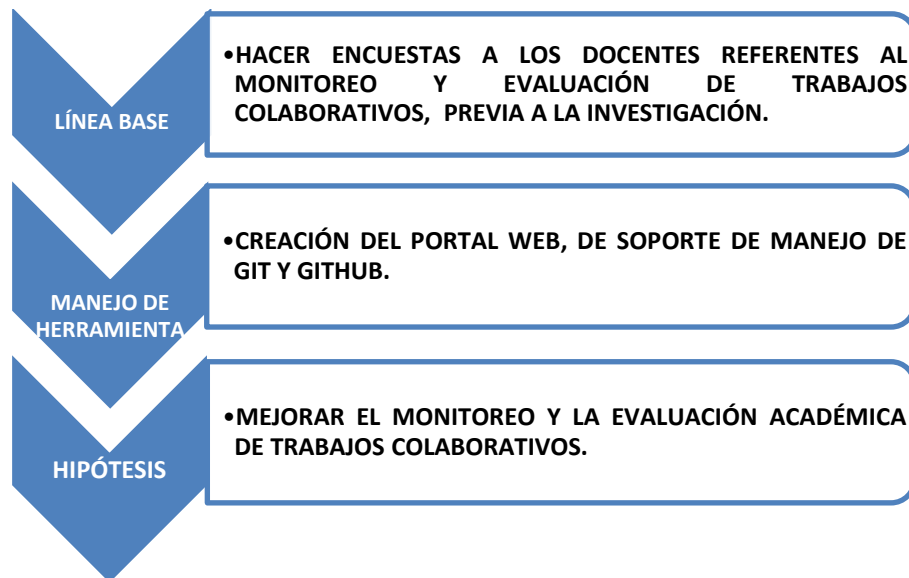 LÍNEA BASE
•HACER ENCUESTAS A LOS DOCENTES REFERENTES AL
MONITOREO Y EVALUACIÓN DE TRABAJOS
COLABORATIVOS, PREVIA A LA INVESTIGACIÓN.
MANEJO DE
HERRAMIENTA
•CREACIÓN DEL PORTAL WEB, DE SOPORTE DE MANEJO DE
GIT Y GITHUB.
HIPÓTESIS
•MEJORAR EL MONITOREO Y LA EVALUACIÓN ACADÉMICA
DE TRABAJOS COLABORATIVOS.